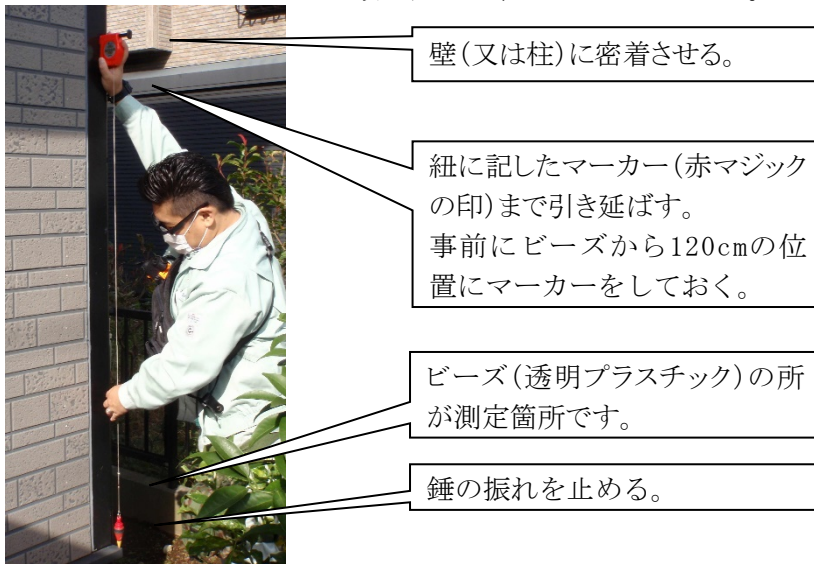 壁(又は柱)に密着させる。
紐に記したマーカー(赤マジック
の印)まで引き延ばす。
事前にビーズから120cmの位
置にマーカーをしておく。
ビーズ(透明プラスチック)の所
が測定箇所です。
錘の振れを止める。